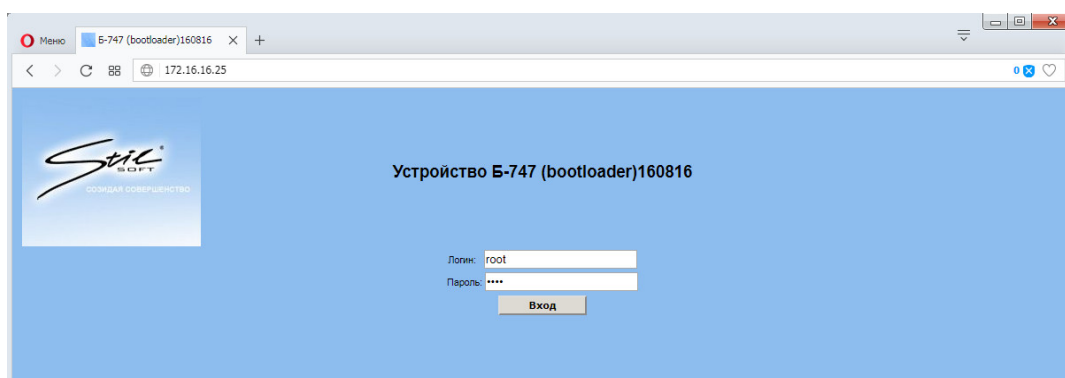 Меню
Б-747 (bootloader)160816
172.16.16.25
0
Stil
SOFT
СОЗИДАЯ СОВЕРШЕНСТВО
Устройство Б-747 (bootloader)160816
Логин: root
Пароль: ••••
Вход